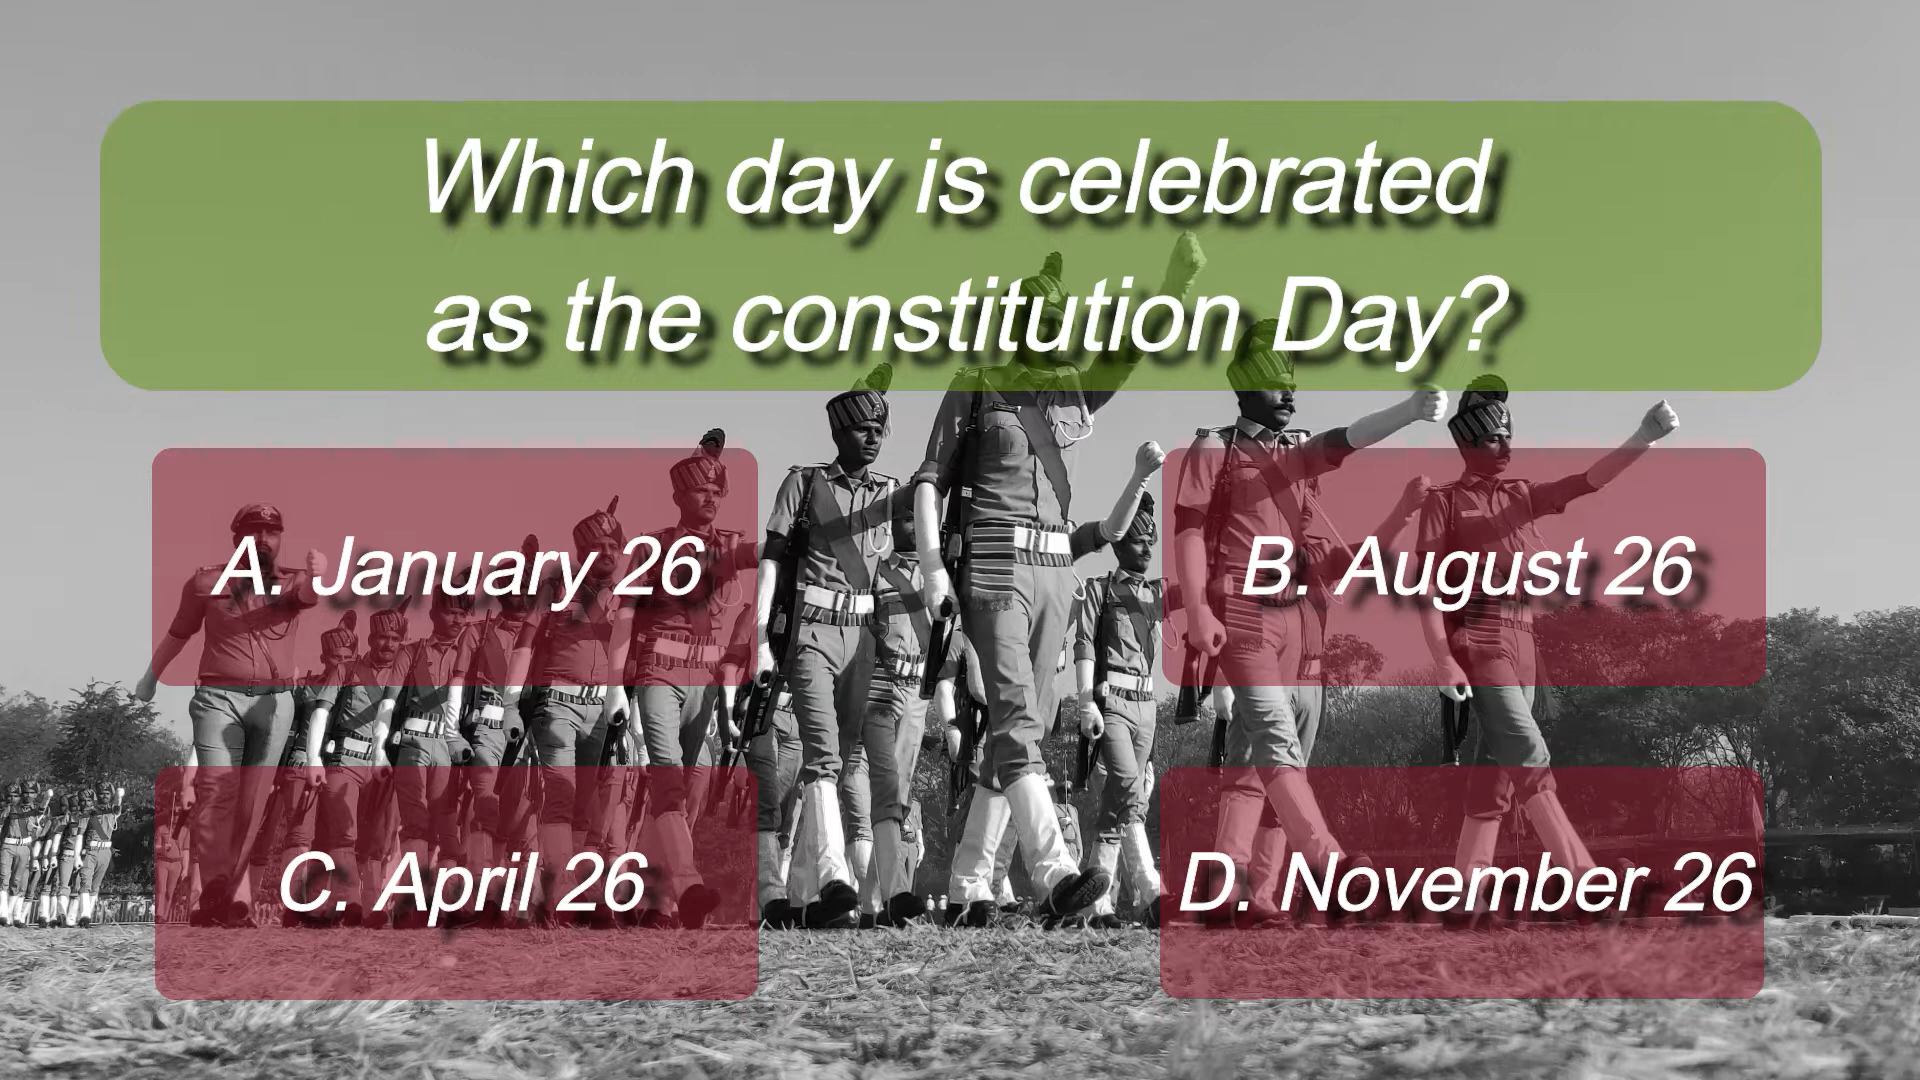 Which day is celebrated
as the constitution Day?
A. January 26
B. August 26
C. April 26
D. November 26